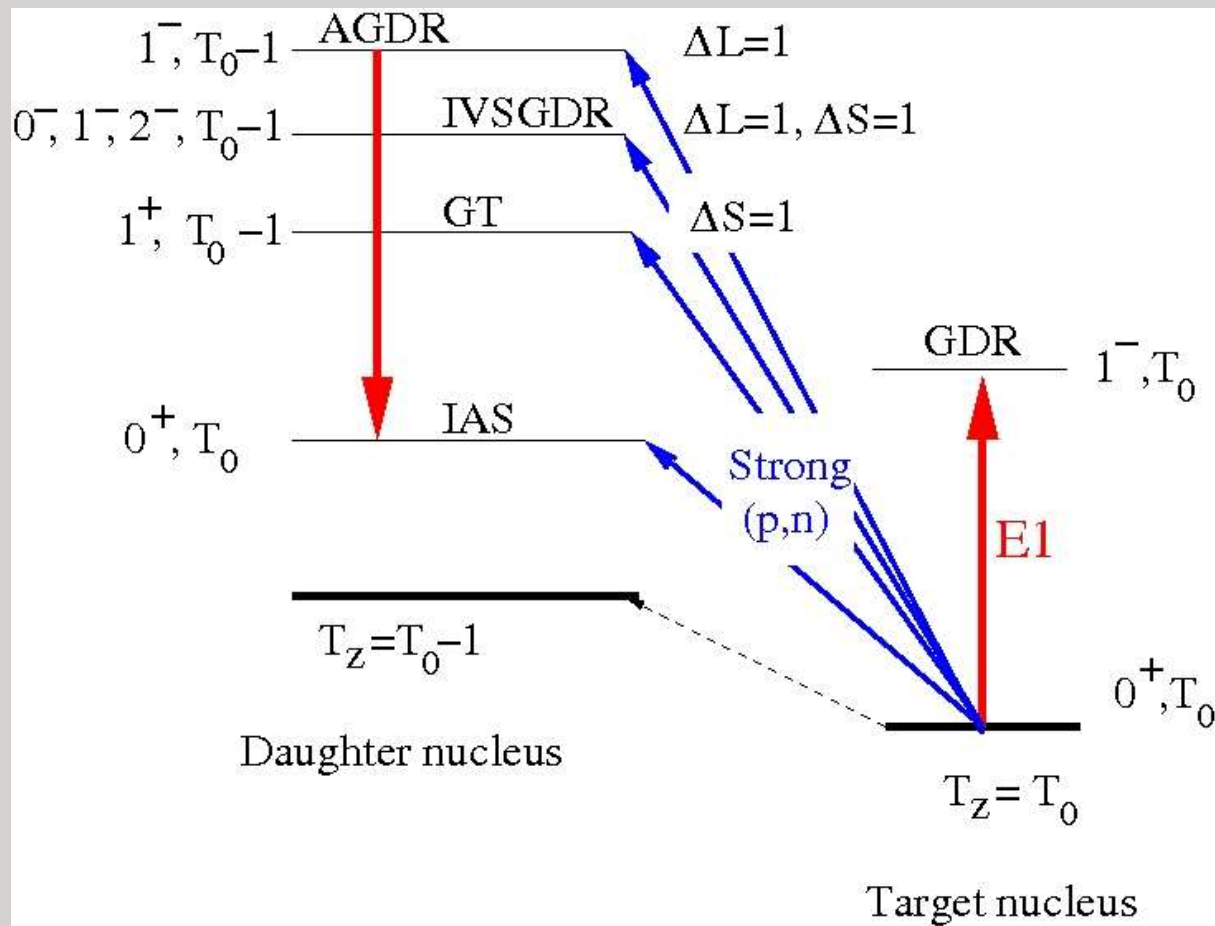 1⁻, T₀−1 AGDR ΔL=1
0⁻, 1⁻, 2⁻, T₀−1 IVSGDR ΔL=1, ΔS=1
1⁺, T₀−1 GT ΔS=1
GDR 1⁻,T₀
0⁺, T₀ IAS
Strong
(p,n)
E1
T_z=T₀−1
0⁺,T₀
Daughter nucleus
T_z= T₀
Target nucleus